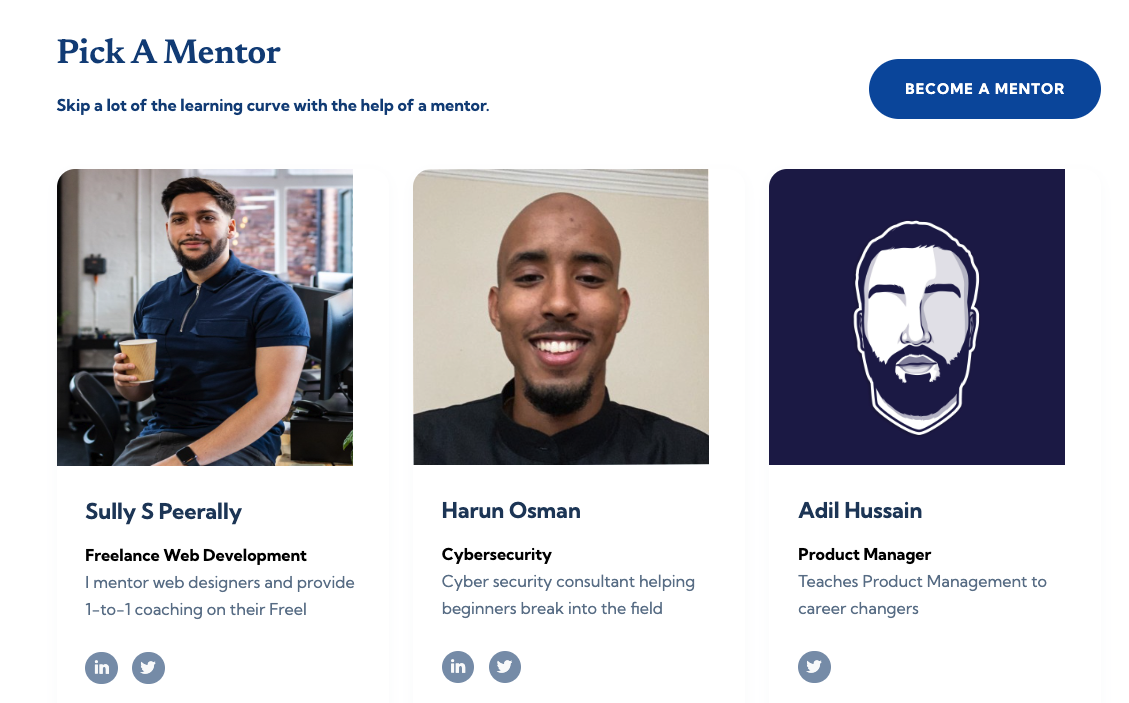 Pick A Mentor
Skip a lot of the learning curve with the help of a mentor.
BECOME A MENTOR
Sully S Peerally
Freelance Web Development
I mentor web designers and provide
1-to-1 coaching on their Freel
in
Harun Osman
Cybersecurity
Cyber security consultant helping
beginners break into the field
in
Adil Hussain
Product Manager
Teaches Product Management to
career changers